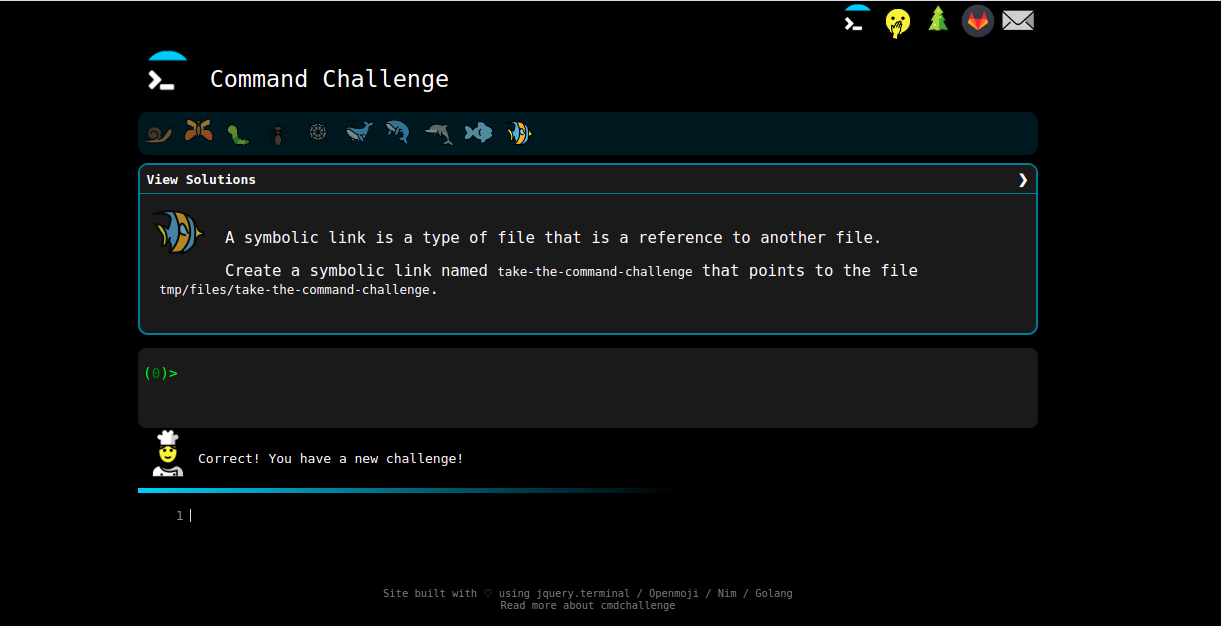 Command Challenge
View Solutions ❯
A symbolic link is a type of file that is a reference to another file.
Create a symbolic link named take-the-command-challenge that points to the file
tmp/files/take-the-command-challenge.
(0)>
Correct! You have a new challenge!
1
Site built with ♡ using jquery.terminal / Openmoji / Nim / Golang
Read more about cmdchallenge